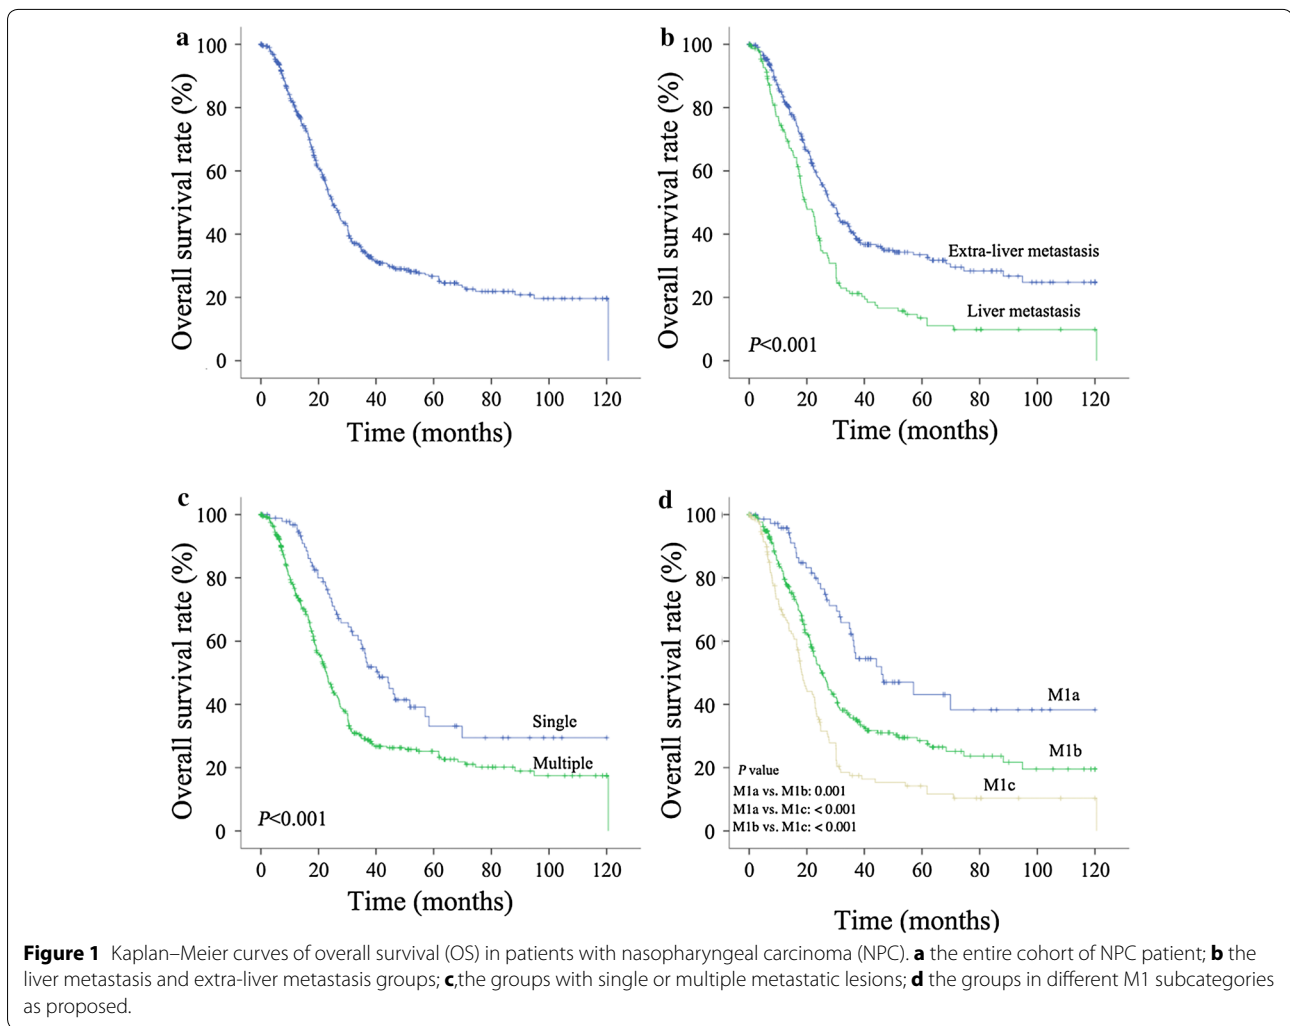 a
100
80
60
40
20
0
Overall survival rate (%)
0 20 40 60 80 100 120
Time (months)
b
100
80
60
40
20
0
Overall survival rate (%)
Extra-liver metastasis
Liver metastasis
P<0.001
0 20 40 60 80 100 120
Time (months)
c
100
80
60
40
20
0
Overall survival rate (%)
Single
Multiple
P<0.001
0 20 40 60 80 100 120
Time (months)
d
100
80
60
40
20
0
Overall survival rate (%)
M1a
M1b
M1c
P value
M1a vs. M1b: 0.001
M1a vs. M1c: < 0.001
M1b vs. M1c: < 0.001
0 20 40 60 80 100 120
Time (months)
Figure 1 Kaplan–Meier curves of overall survival (OS) in patients with nasopharyngeal carcinoma (NPC). a the entire cohort of NPC patient; b the
liver metastasis and extra-liver metastasis groups; c,the groups with single or multiple metastatic lesions; d the groups in different M1 subcategories
as proposed.